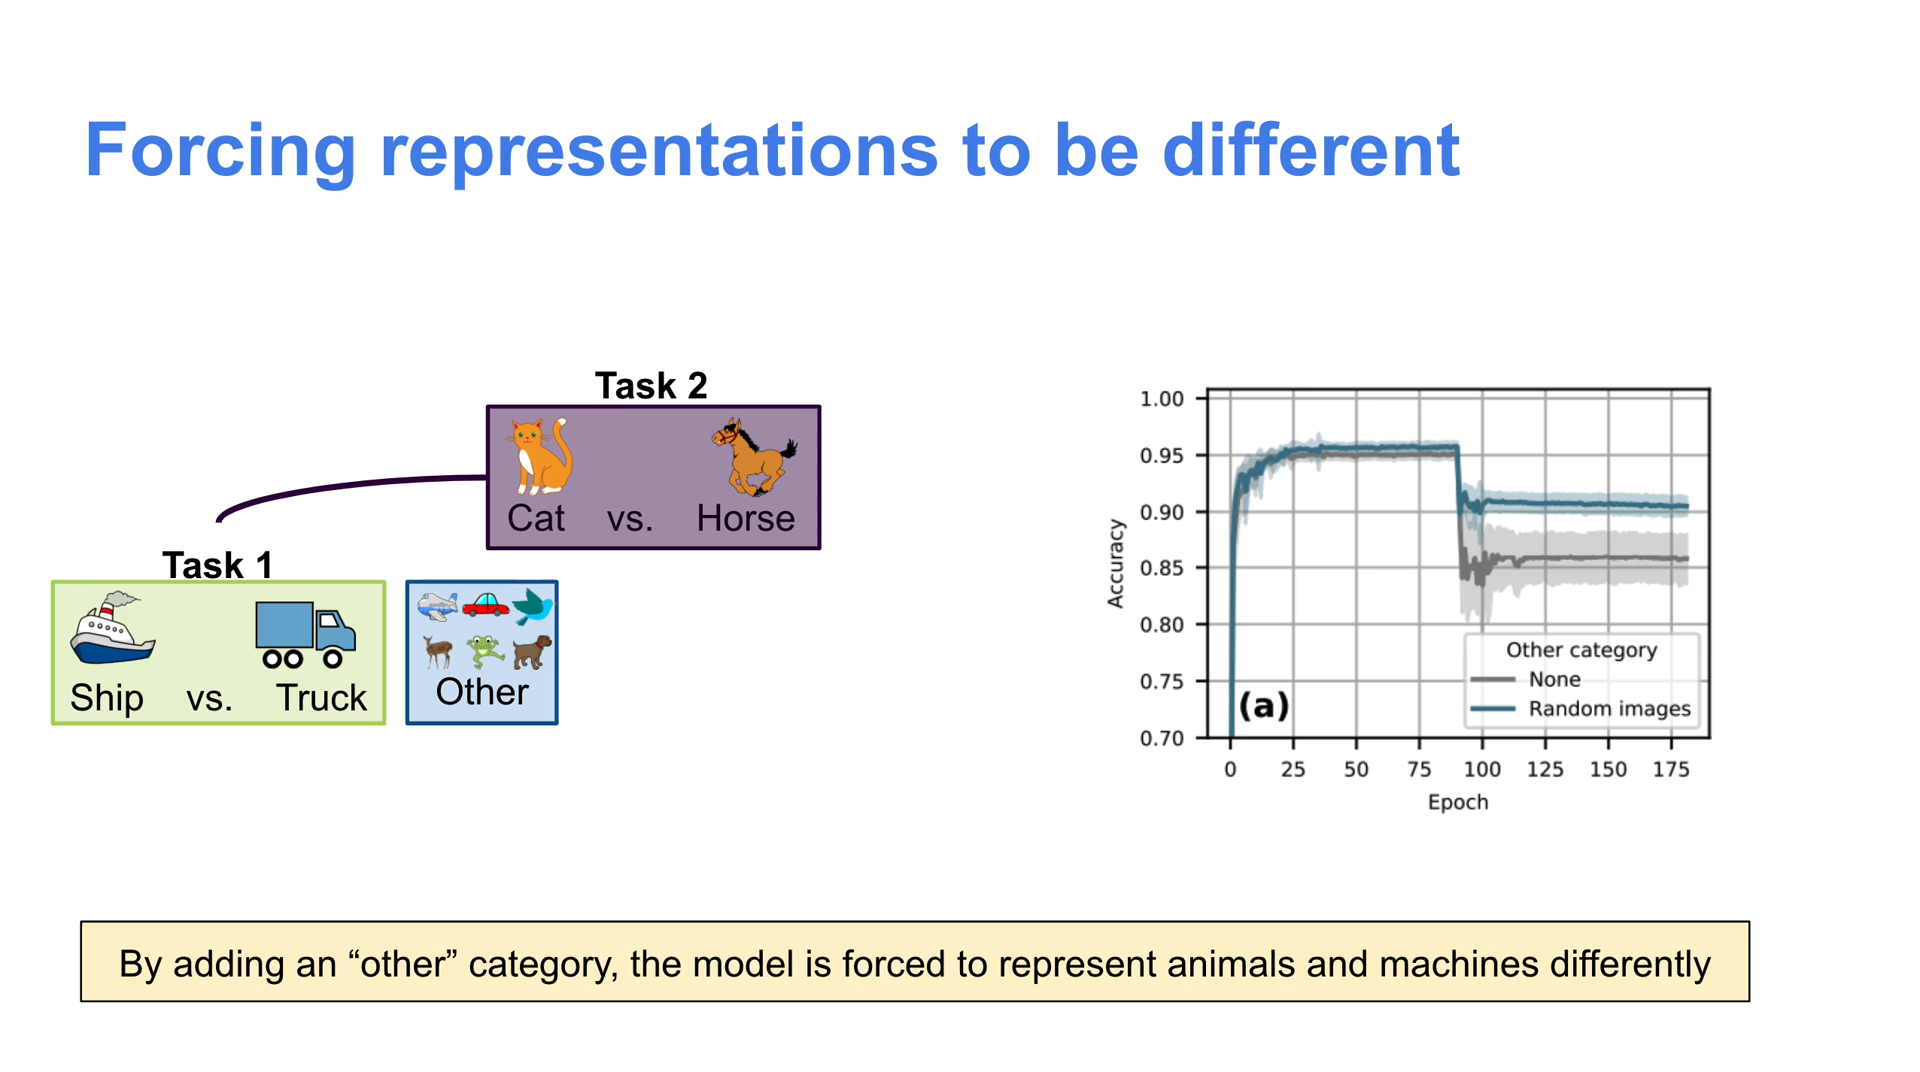 Forcing representations to be different
Task 2
Cat vs. Horse
Task 1
Ship vs. Truck
Other
1.00
0.95
0.90
0.85
0.80
0.75
0.70
Accuracy
Other category
None
Random images
(a)
0 25 50 75 100 125 150 175
Epoch
By adding an “other” category, the model is forced to represent animals and machines differently